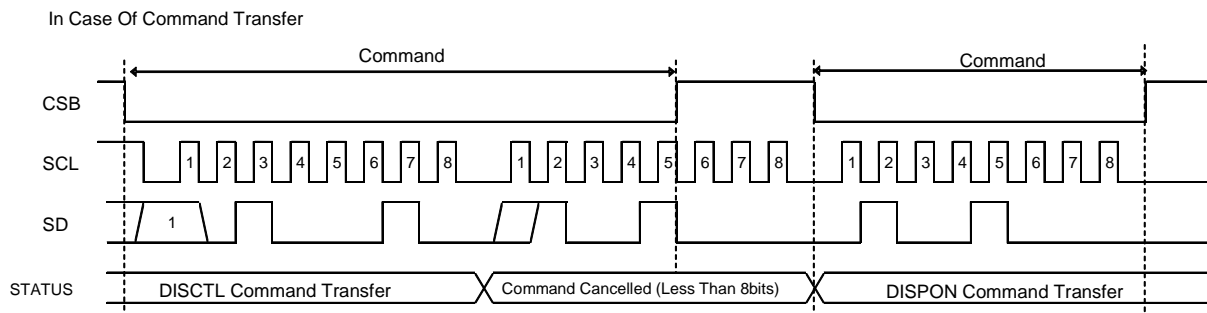 In Case Of Command Transfer
Command Command
CSB
SCL 1 2 3 4 5 6 7 8 1 2 3 4 5 6 7 8 1 2 3 4 5 6 7 8
SD 1
STATUS DISCTL Command Transfer Command Cancelled (Less Than 8bits) DISPON Command Transfer